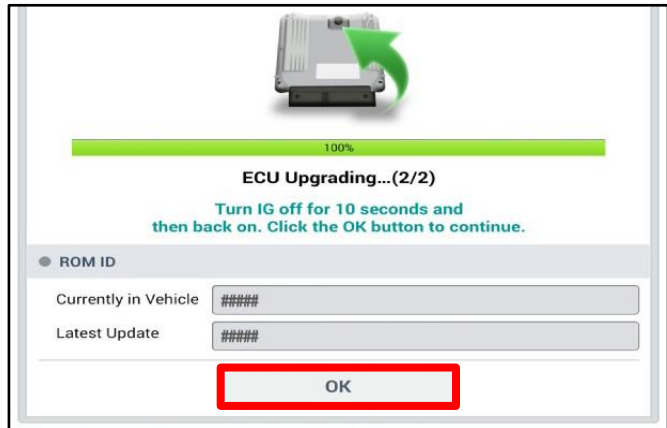 100%
ECU Upgrading...(2/2)
Turn IG off for 10 seconds and
then back on. Click the OK button to continue.
ROM ID
Currently in Vehicle #####
Latest Update #####
OK